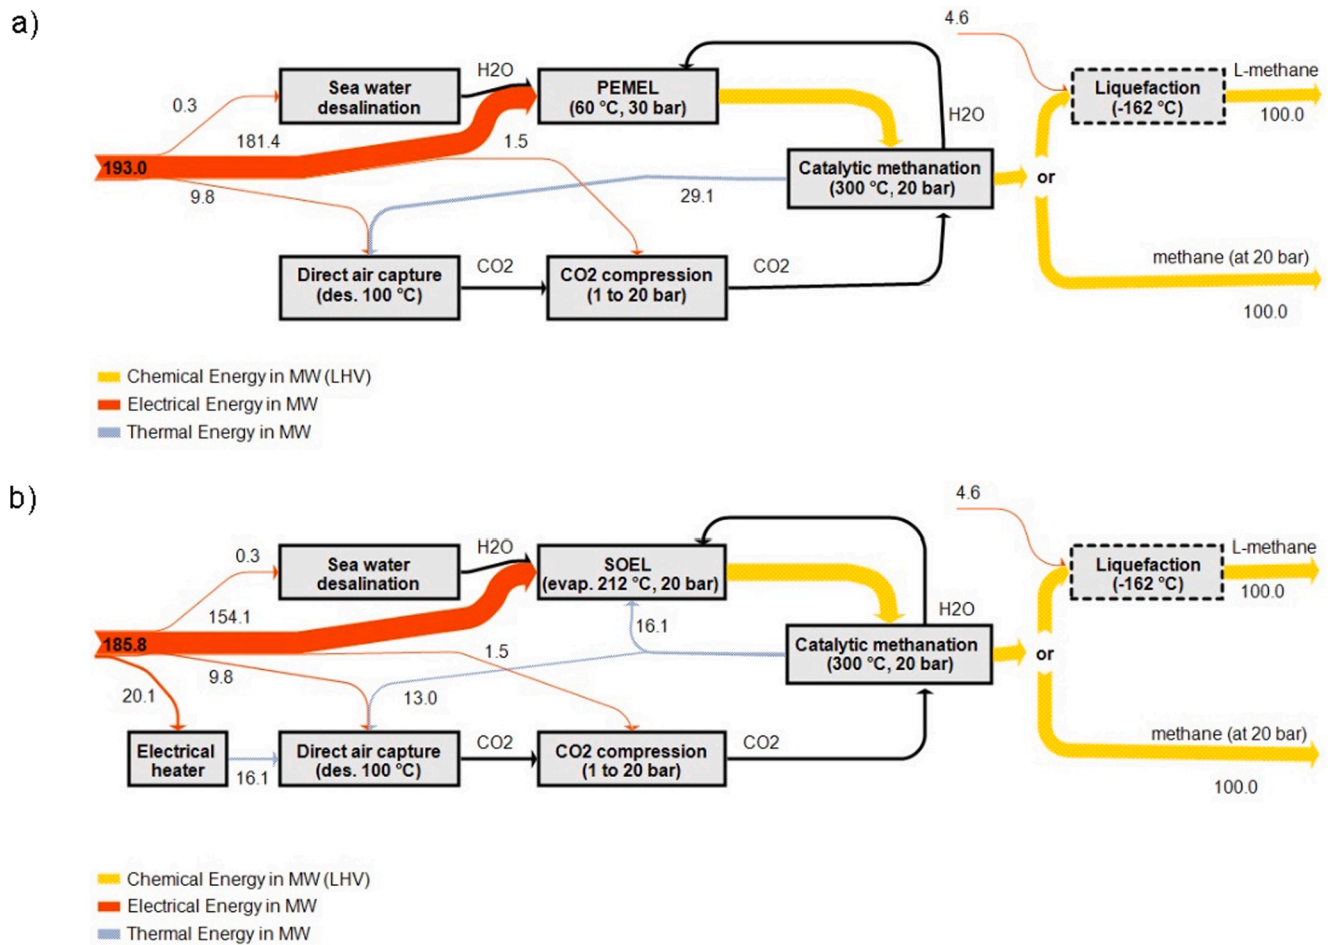 a)
4.6
H2O
L-methane
Sea water
desalination
PEMEL
(60 °C, 30 bar)
Liquefaction
(-162 °C)
0.3
100.0
H2O
181.4
1.5
193.0
Catalytic methanation
(300 °C, 20 bar)
or
9.8
29.1
methane (at 20 bar)
Direct air capture
(des. 100 °C)
CO2
CO2 compression
(1 to 20 bar)
CO2
100.0
Chemical Energy in MW (LHV)
Electrical Energy in MW
Thermal Energy in MW
b)
4.6
H2O
L-methane
0.3
Sea water
desalination
SOEL
(evap. 212 °C, 20 bar)
Liquefaction
(-162 °C)
100.0
154.1
H2O
16.1
185.8
1.5
Catalytic methanation
(300 °C, 20 bar)
or
9.8
20.1
13.0
methane (at 20 bar)
Electrical
heater
16.1
Direct air capture
(des. 100 °C)
CO2
CO2 compression
(1 to 20 bar)
CO2
100.0
Chemical Energy in MW (LHV)
Electrical Energy in MW
Thermal Energy in MW